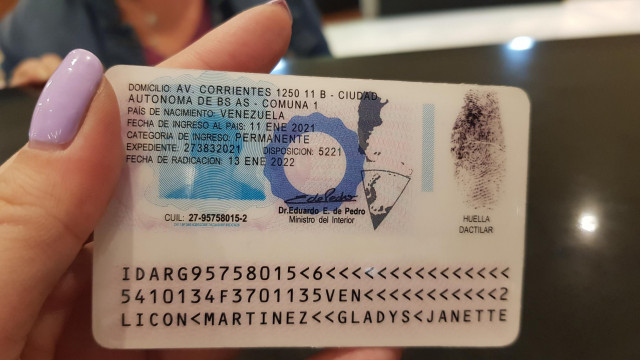 DOMICILIO: AV. CORRIENTES 1250 11 B - CIUDAD
AUTONOMA DE BS AS - COMUNA 1
PAÍS DE NACIMIENTO: VENEZUELA
FECHA DE INGRESO AL PAIS: 11 ENE 2021
CATEGORIA DE INGRESO: PERMANENTE
EXPEDIENTE: 273832021 DISPOSICION: 5221
FECHA DE RADICACION: 13 ENE 2022
Dr.Eduardo E. de Pedro
Ministro del Interior
CUIL: 27-95758015-2
HUELLA
DACTILAR
IDARG95758015<6<<<<<<<<<<<<<<<
5410134F3701135VEN<<<<<<<<<<<2
LICON<MARTINEZ<<GLADYS<JANETTE